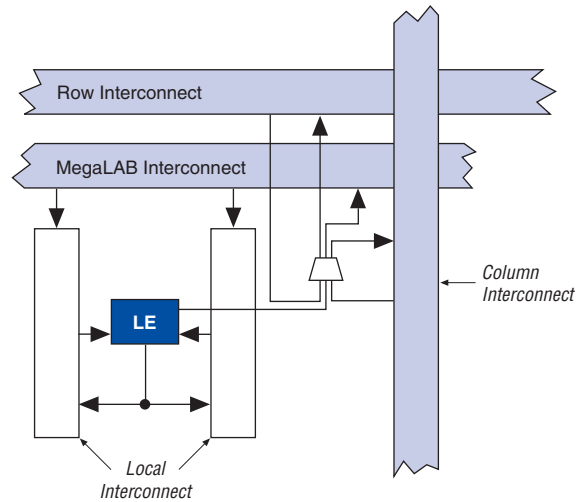 Row Interconnect
MegaLAB Interconnect
Column
Interconnect
LE
Local
Interconnect